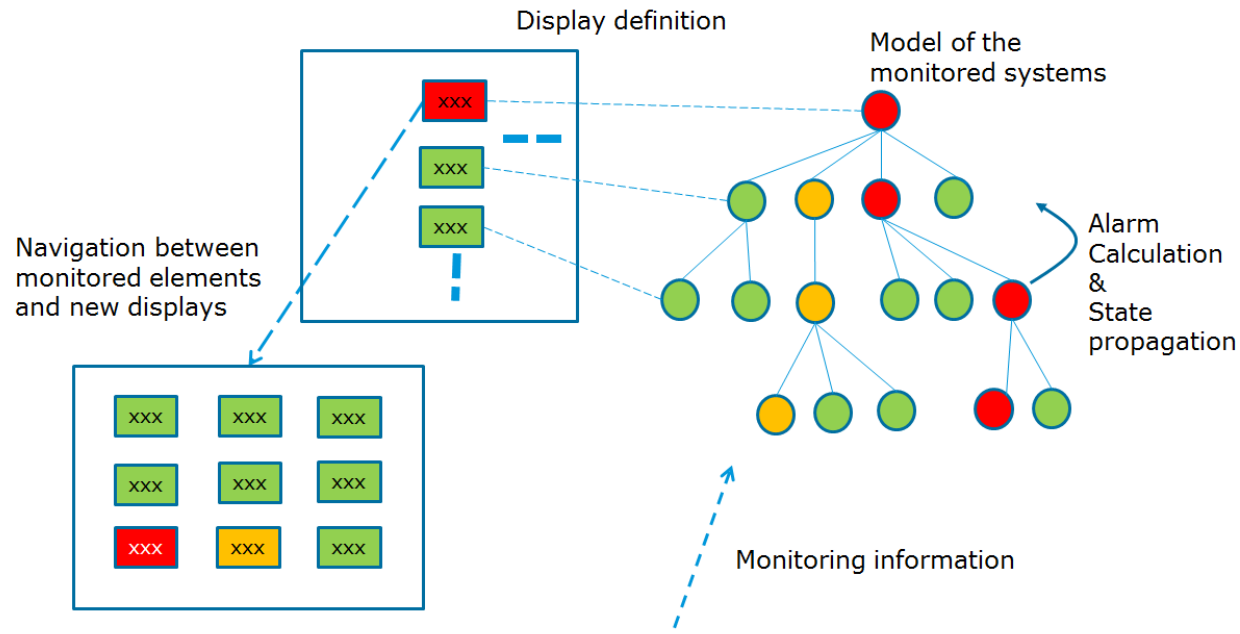 Display definition
Model of the
monitored systems
xxx
xxx
xxx
Navigation between
monitored elements
and new displays
Alarm
Calculation
&
State
propagation
xxx xxx xxx
xxx xxx xxx
xxx xxx xxx
Monitoring information